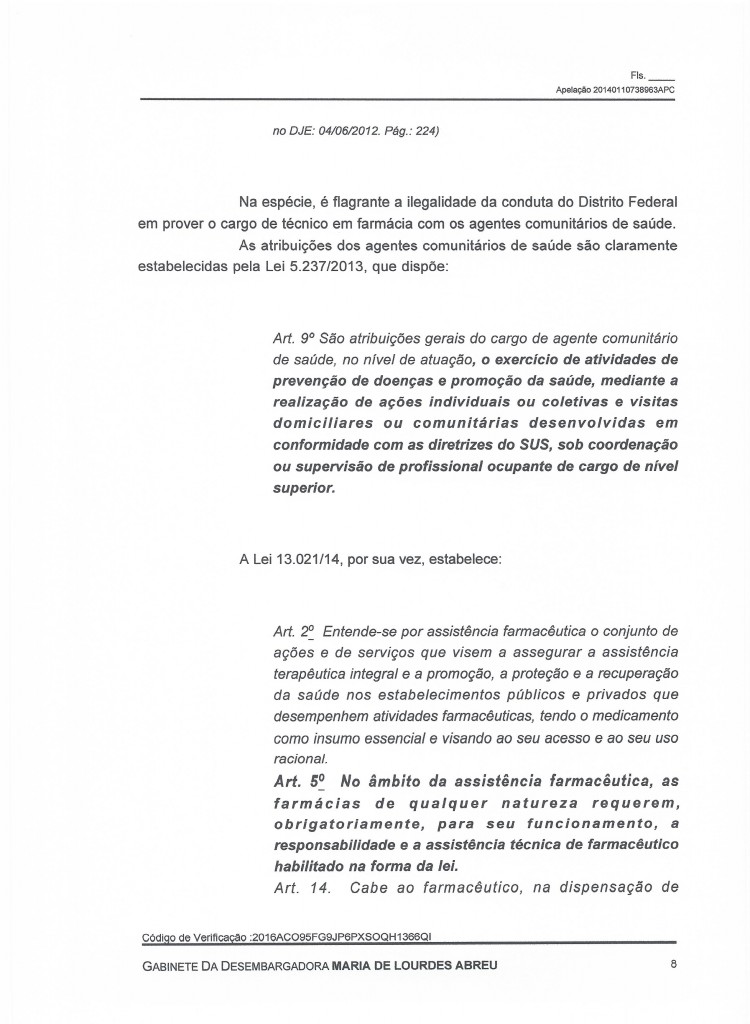 Fls. ____
Apelação 20140110738963APC
no DJE: 04/06/2012. Pág.: 224)
Na espécie, é flagrante a ilegalidade da conduta do Distrito Federal
em prover o cargo de técnico em farmácia com os agentes comunitários de saúde.
As atribuições dos agentes comunitários de saúde são claramente
estabelecidas pela Lei 5.237/2013, que dispõe:
Art. 9º São atribuições gerais do cargo de agente comunitário
de saúde, no nível de atuação, o exercício de atividades de
prevenção de doenças e promoção da saúde, mediante a
realização de ações individuais ou coletivas e visitas
domiciliares ou comunitárias desenvolvidas em
conformidade com as diretrizes do SUS, sob coordenação
ou supervisão de profissional ocupante de cargo de nível
superior.
A Lei 13.021/14, por sua vez, estabelece:
Art. 2º Entende-se por assistência farmacêutica o conjunto de
ações e de serviços que visem a assegurar a assistência
terapêutica integral e a promoção, a proteção e a recuperação
da saúde nos estabelecimentos públicos e privados que
desempenhem atividades farmacêuticas, tendo o medicamento
como insumo essencial e visando ao seu acesso e ao seu uso
racional.
Art. 5º No âmbito da assistência farmacêutica, as
farmácias de qualquer natureza requerem,
obrigatoriamente, para seu funcionamento, a
responsabilidade e a assistência técnica de farmacêutico
habilitado na forma da lei.
Art. 14. Cabe ao farmacêutico, na dispensação de
Código de Verificação :2016ACO95FG9JP6PXSOQH1366QI
GABINETE DA DESEMBARGADORA MARIA DE LOURDES ABREU 8